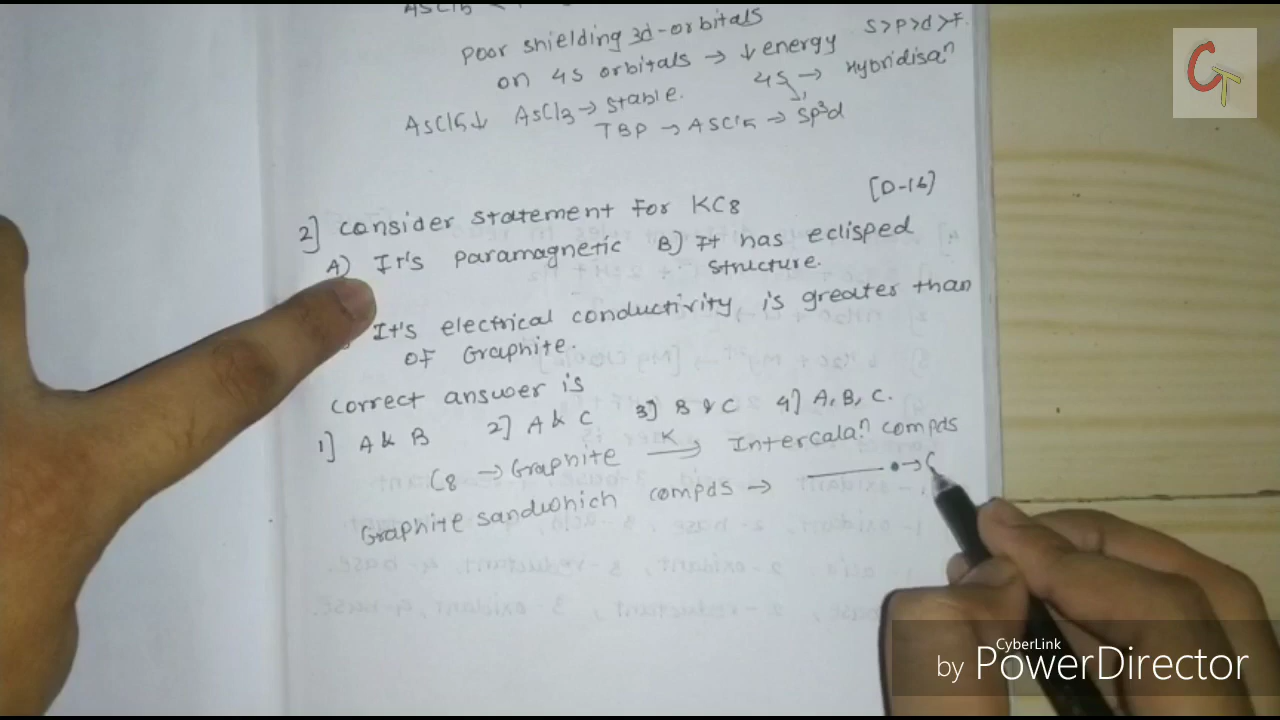 Poor shielding 3d-orbitals S>P>d>F.
on 4s orbitals → ↓ energy 4s → Hybridisaⁿ
AsCl5↓ AsCl3 → stable.
TBP → AsCl5 → sp³d
[D-16]
2] consider statement for KC8
A) It's paramagnetic B) It has eclisped structure.
It's electrical conductivity is greater than
of Graphite.
correct answer is
1] A & B 2] A & C 3] B & C 4] A, B, C.
C8 → Graphite K→ Intercalaⁿ compds
Graphite sandwhich compds → •→C
CT
CyberLink
by PowerDirector